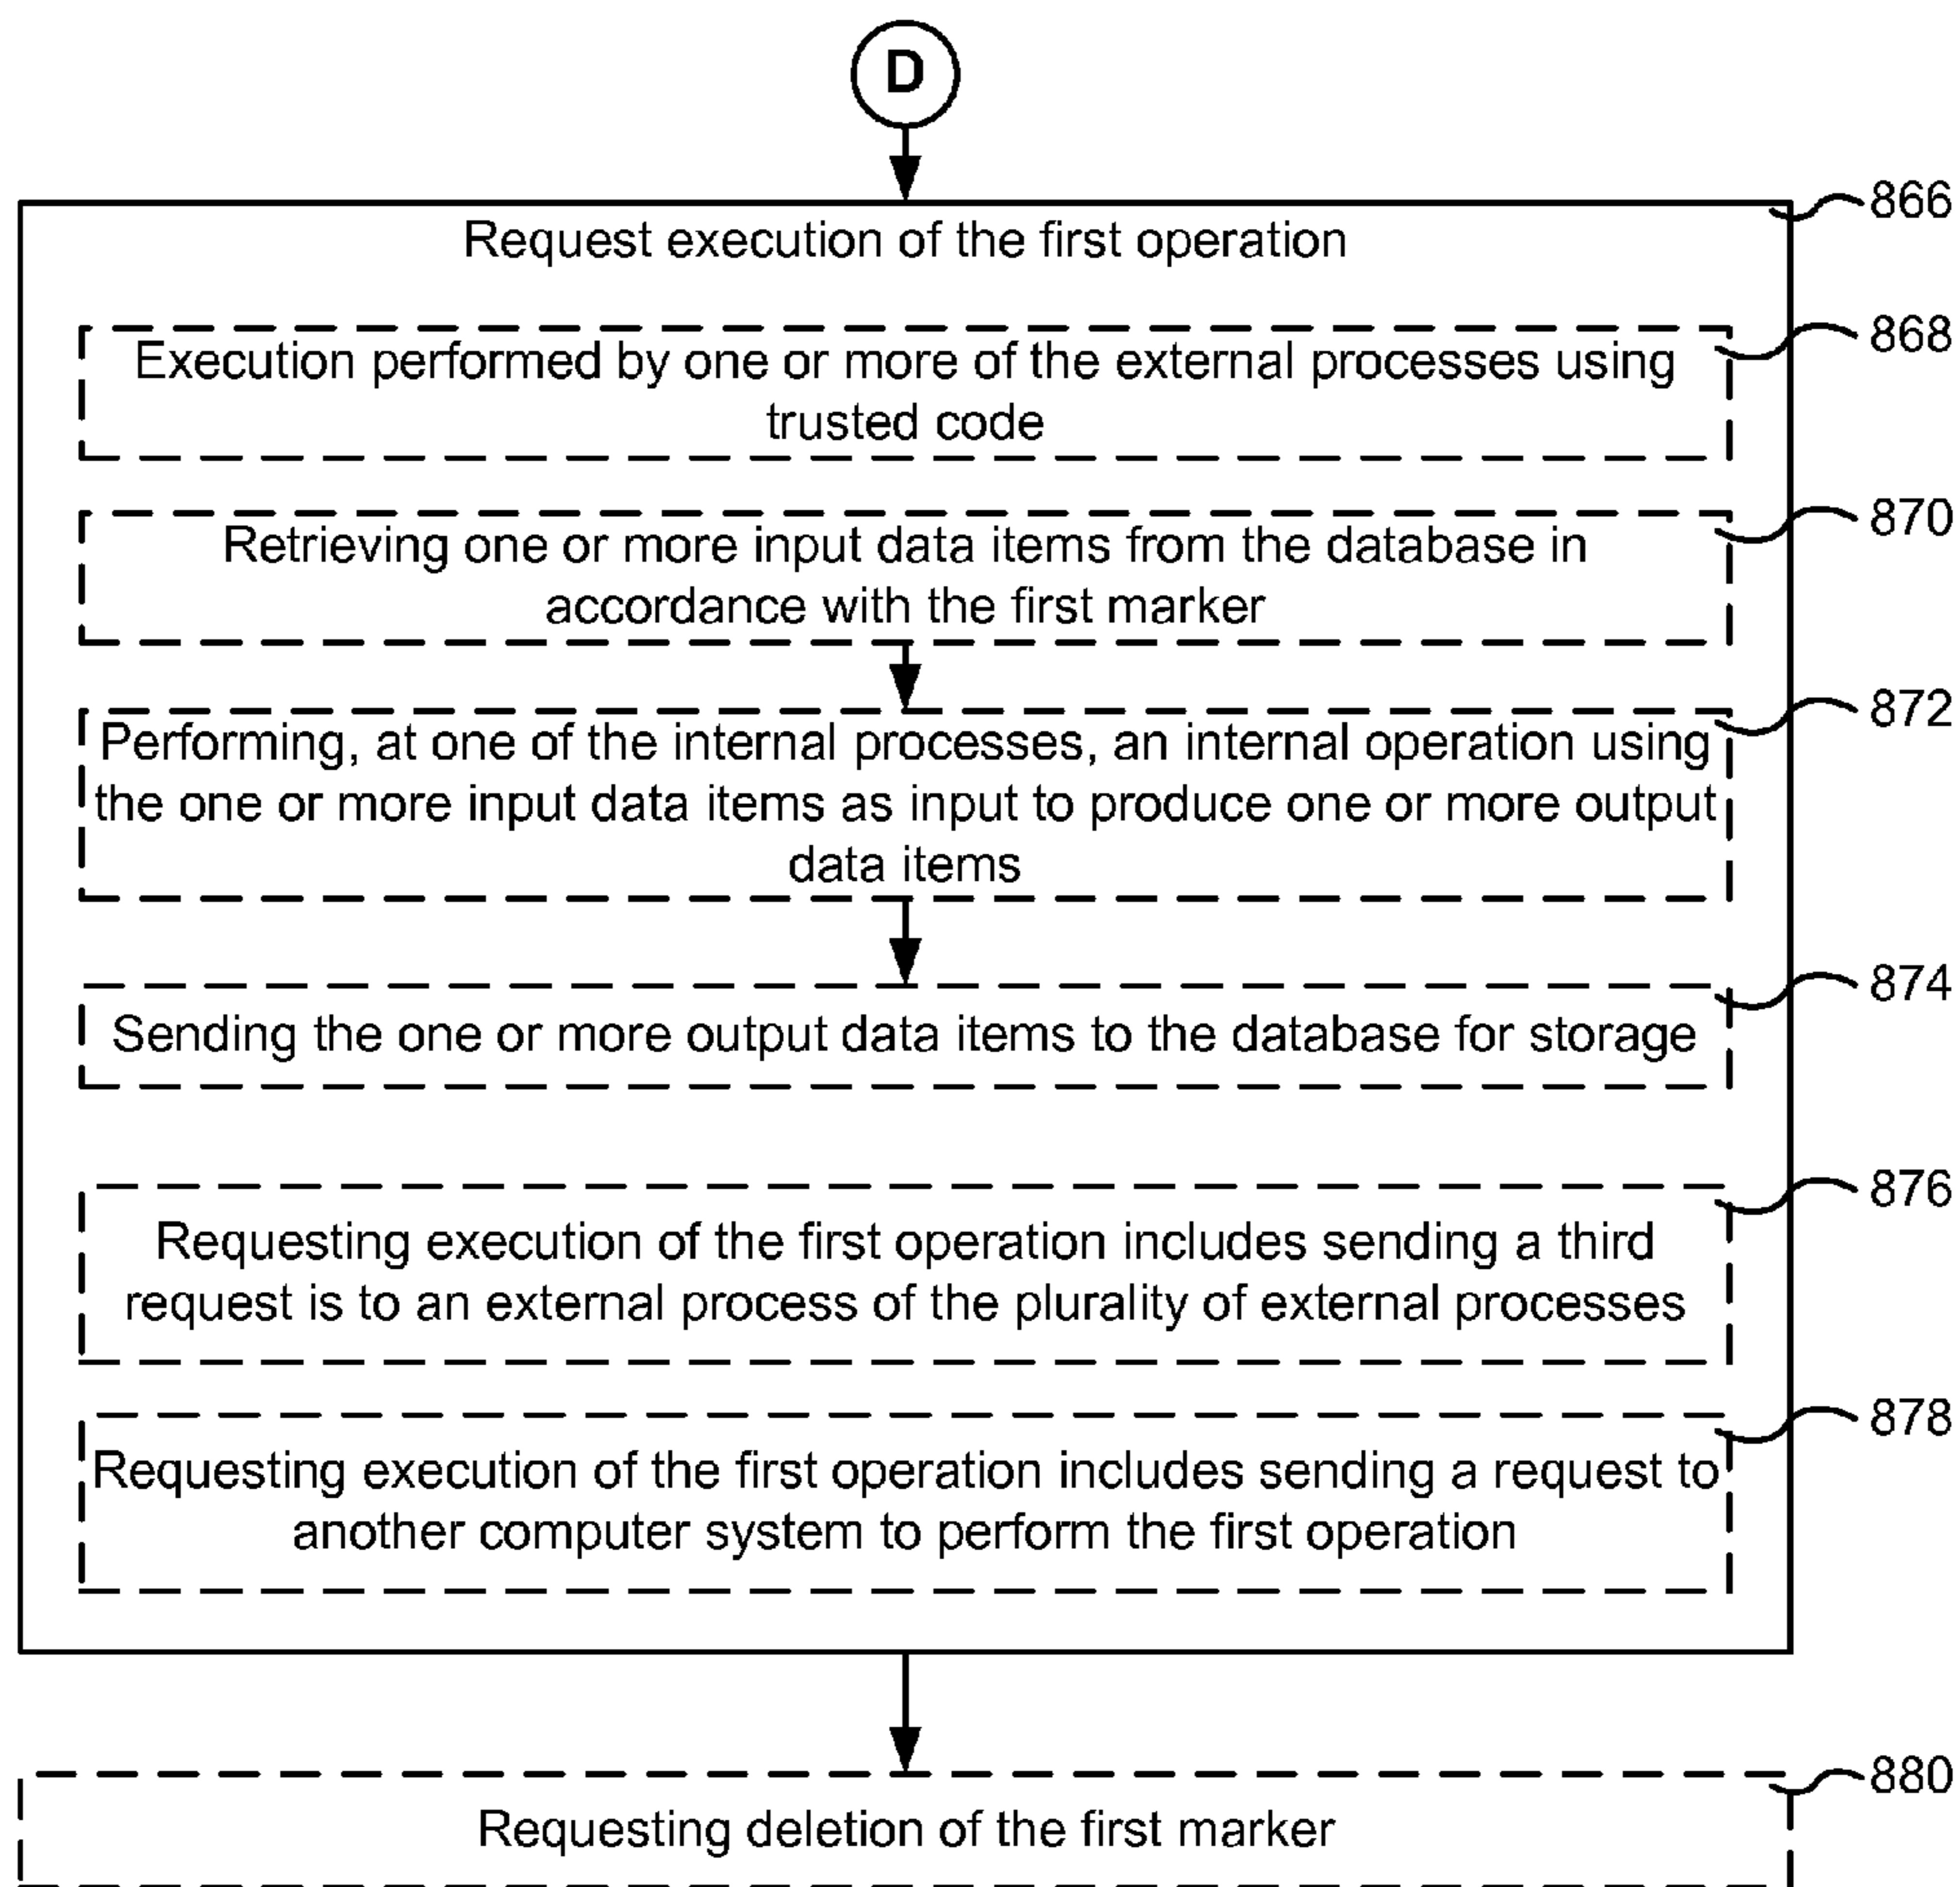 D
866
Request execution of the first operation
868
Execution performed by one or more of the external processes using
trusted code
870
Retrieving one or more input data items from the database in
accordance with the first marker
872
Performing, at one of the internal processes, an internal operation using
the one or more input data items as input to produce one or more output
data items
874
Sending the one or more output data items to the database for storage
876
Requesting execution of the first operation includes sending a third
request is to an external process of the plurality of external processes
878
Requesting execution of the first operation includes sending a request to
another computer system to perform the first operation
880
Requesting deletion of the first marker